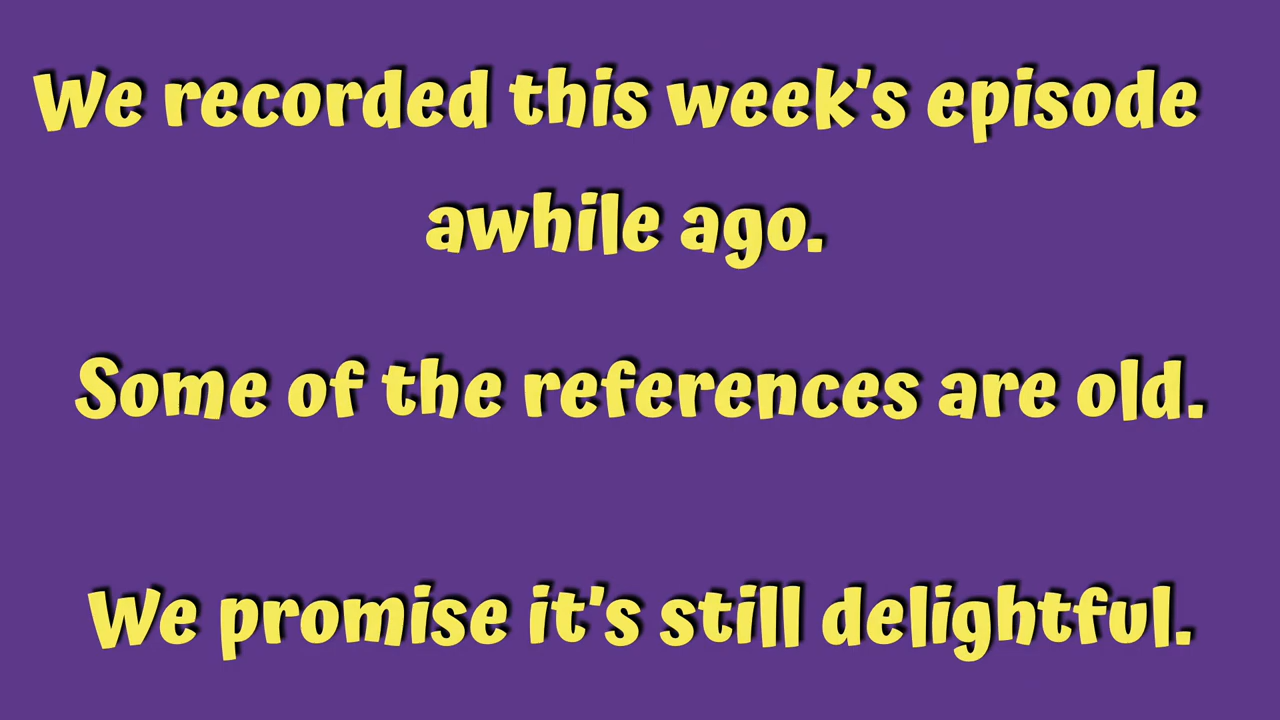 We recorded this week's episode
awhile ago.
Some of the references are old.
We promise it's still delightful.